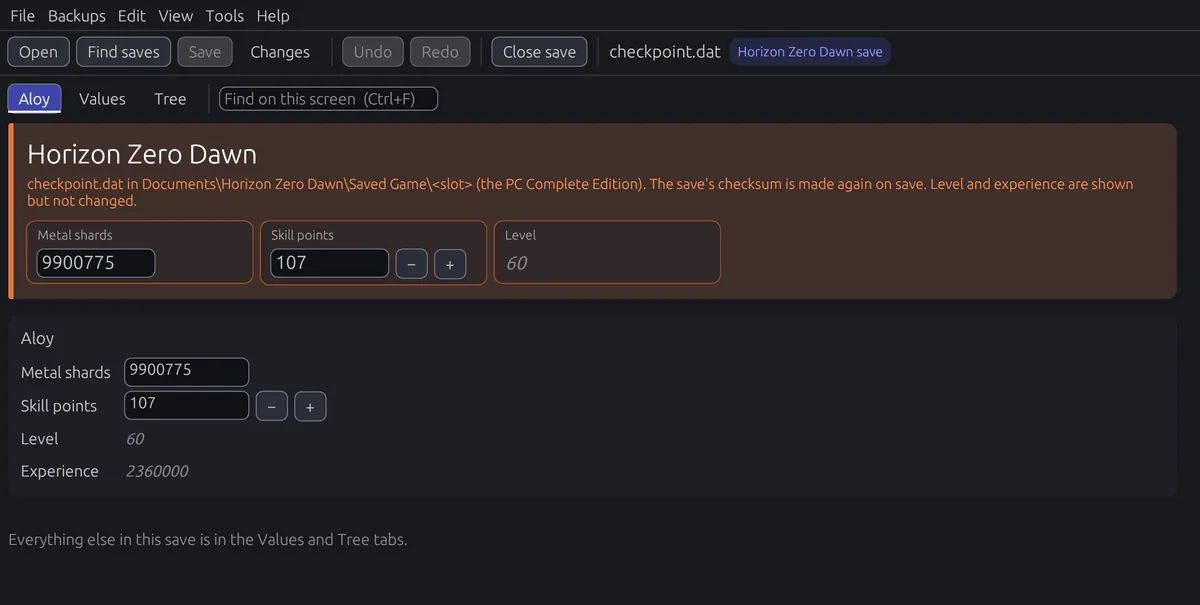 File Backups Edit View Tools Help
Open Find saves Save Changes Undo Redo Close save checkpoint.dat Horizon Zero Dawn save
Aloy Values Tree Find on this screen (Ctrl+F)
Horizon Zero Dawn
checkpoint.dat in Documents\Horizon Zero Dawn\Saved Game\<slot> (the PC Complete Edition). The save's checksum is made again on save. Level and experience are shown
but not changed.
Metal shards Skill points Level
9900775 107 − + 60
Aloy
Metal shards 9900775
Skill points 107 − +
Level 60
Experience 2360000
Everything else in this save is in the Values and Tree tabs.